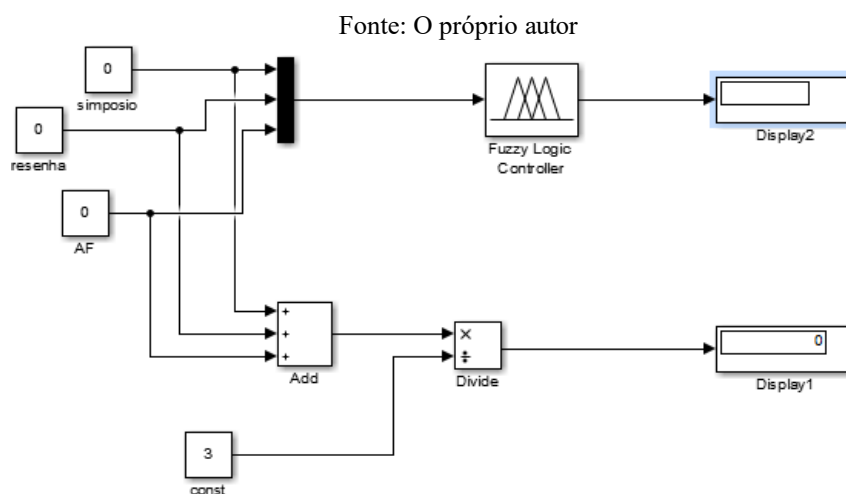 Fonte: O próprio autor
0
simposio
0
resenha
0
AF
Fuzzy Logic
Controller
Display2
+
+
+
Add
×
÷
Divide
0
Display1
3
const